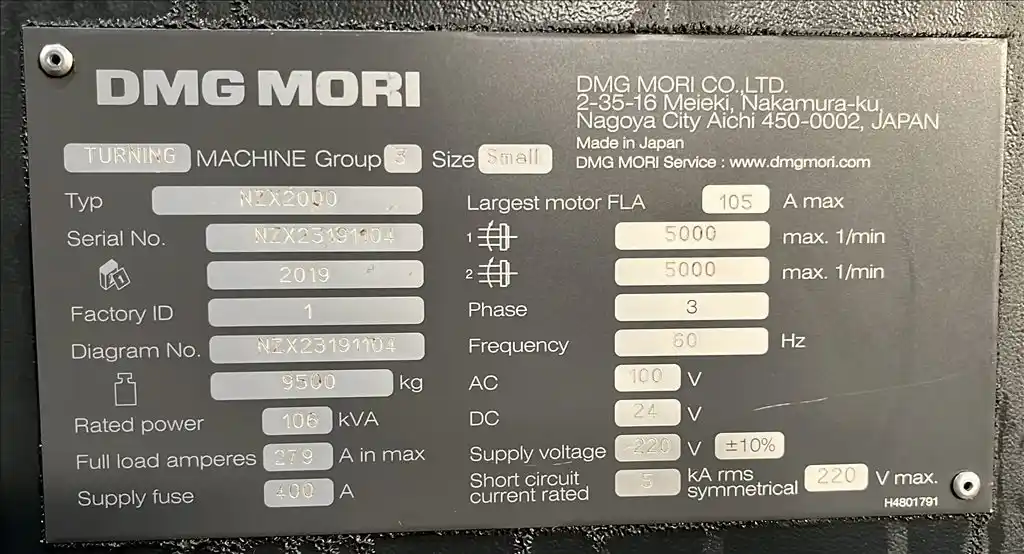 DMG MORI
DMG MORI CO.,LTD.
2-35-16 Meieki, Nakamura-ku,
Nagoya City Aichi 450-0002, JAPAN
Made in Japan
DMG MORI Service : www.dmgmori.com
TURNING MACHINE Group 3 Size Small
Typ NZX2000
Serial No. NZX23191104
2019
Factory ID 1
Diagram No. NZX23191104
9500 kg
Rated power 106 kVA
Full load amperes 279 A in max
Supply fuse 400 A
Largest motor FLA 105 A max
1 5000 max. 1/min
2 5000 max. 1/min
Phase 3
Frequency 60 Hz
AC 100 V
DC 24 V
Supply voltage 220 V ±10%
Short circuit current rated 5 kA rms symmetrical 220 V max.
H4801791